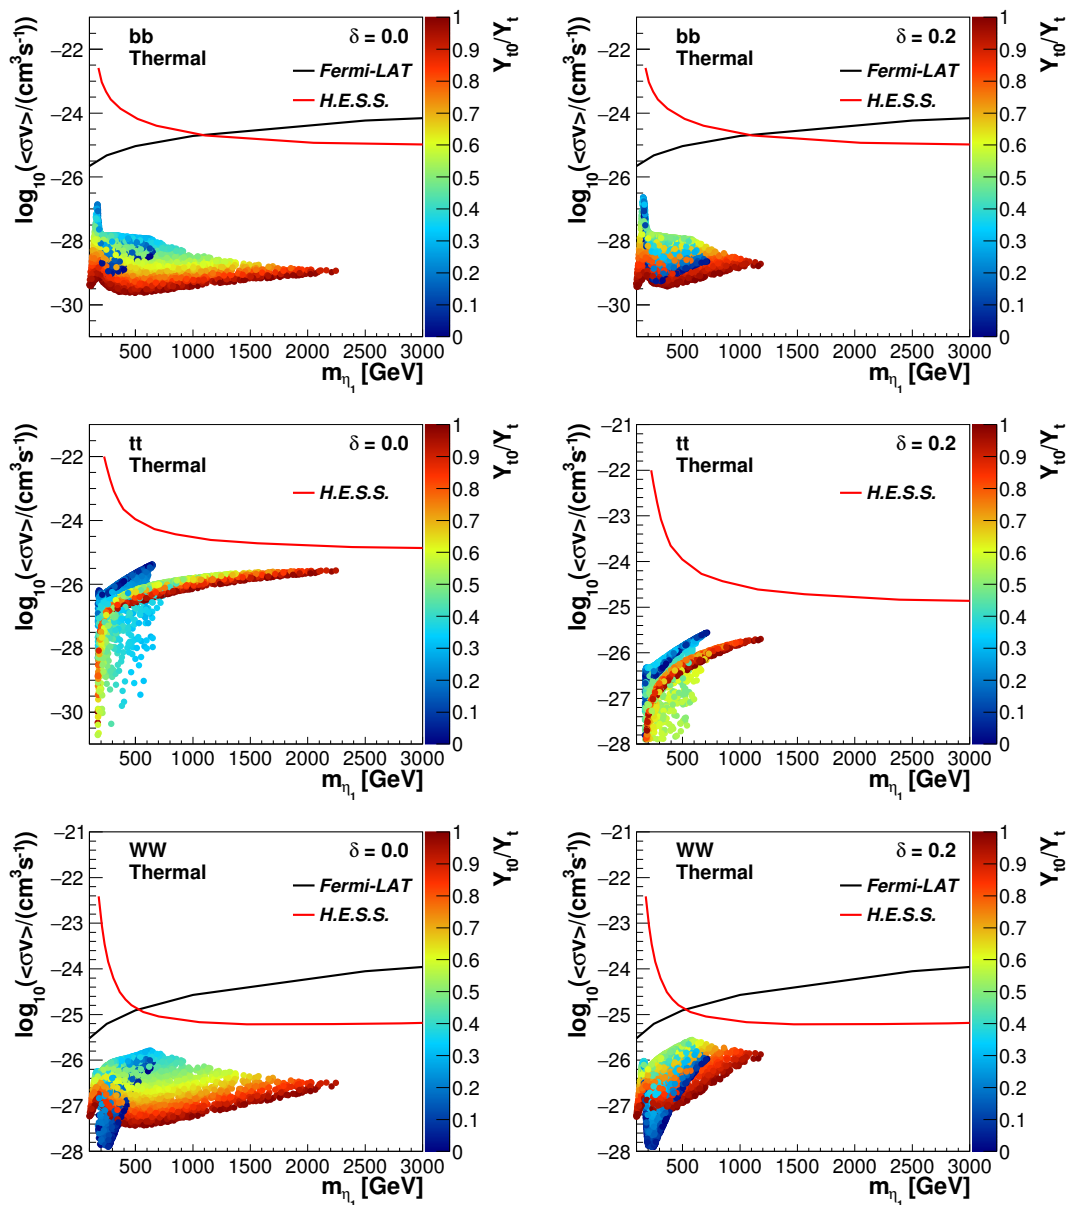 bb
Thermal
δ = 0.0
Fermi-LAT
H.E.S.S.
log10(<σv>/(cm³s⁻¹))
−22
−24
−26
−28
−30
500 1000 1500 2000 2500 3000
mη1 [GeV]
Yt0/Yt
1
0.9
0.8
0.7
0.6
0.5
0.4
0.3
0.2
0.1
0
bb
Thermal
δ = 0.2
Fermi-LAT
H.E.S.S.
log10(<σv>/(cm³s⁻¹))
−22
−24
−26
−28
−30
500 1000 1500 2000 2500 3000
mη1 [GeV]
Yt0/Yt
1
0.9
0.8
0.7
0.6
0.5
0.4
0.3
0.2
0.1
0
tt
Thermal
δ = 0.0
H.E.S.S.
log10(<σv>/(cm³s⁻¹))
−22
−24
−26
−28
−30
500 1000 1500 2000 2500 3000
mη1 [GeV]
Yt0/Yt
1
0.9
0.8
0.7
0.6
0.5
0.4
0.3
0.2
0.1
0
tt
Thermal
δ = 0.2
H.E.S.S.
log10(<σv>/(cm³s⁻¹))
−21
−22
−23
−24
−25
−26
−27
−28
500 1000 1500 2000 2500 3000
mη1 [GeV]
Yt0/Yt
1
0.9
0.8
0.7
0.6
0.5
0.4
0.3
0.2
0.1
0
WW
Thermal
δ = 0.0
Fermi-LAT
H.E.S.S.
log10(<σv>/(cm³s⁻¹))
−21
−22
−23
−24
−25
−26
−27
−28
500 1000 1500 2000 2500 3000
mη1 [GeV]
Yt0/Yt
1
0.9
0.8
0.7
0.6
0.5
0.4
0.3
0.2
0.1
0
WW
Thermal
δ = 0.2
Fermi-LAT
H.E.S.S.
log10(<σv>/(cm³s⁻¹))
−21
−22
−23
−24
−25
−26
−27
−28
500 1000 1500 2000 2500 3000
mη1 [GeV]
Yt0/Yt
1
0.9
0.8
0.7
0.6
0.5
0.4
0.3
0.2
0.1
0